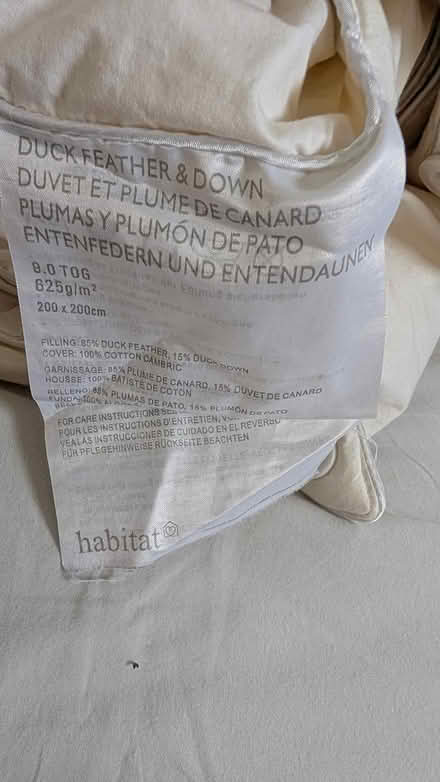 DUCK FEATHER & DOWN
DUVET ET PLUME DE CANARD
PLUMAS Y PLUMÓN DE PATO
ENTENFEDERN UND ENTENDAUNEN
9.0 TOG
625g/m²
200 x 200cm
FILLING: 85% DUCK FEATHER, 15% DUCK DOWN
COVER: 100% COTTON CAMBRIC
GARNISSAGE: 85% PLUME DE CANARD, 15% DUVET DE CANARD
HOUSSE: 100% BATISTE DE COTON
RELLENO: 85% PLUMAS DE PATO, 15% PLUMÓN DE PATO
FOR CARE INSTRUCTIONS
POUR LES INSTRUCTIONS D'ENTRETIEN,
VEA LAS INSTRUCCIONES DE CUIDADO EN EL
FÜR PFLEGEHINWEISE RÜCKSEITE BEACHTEN
habitat